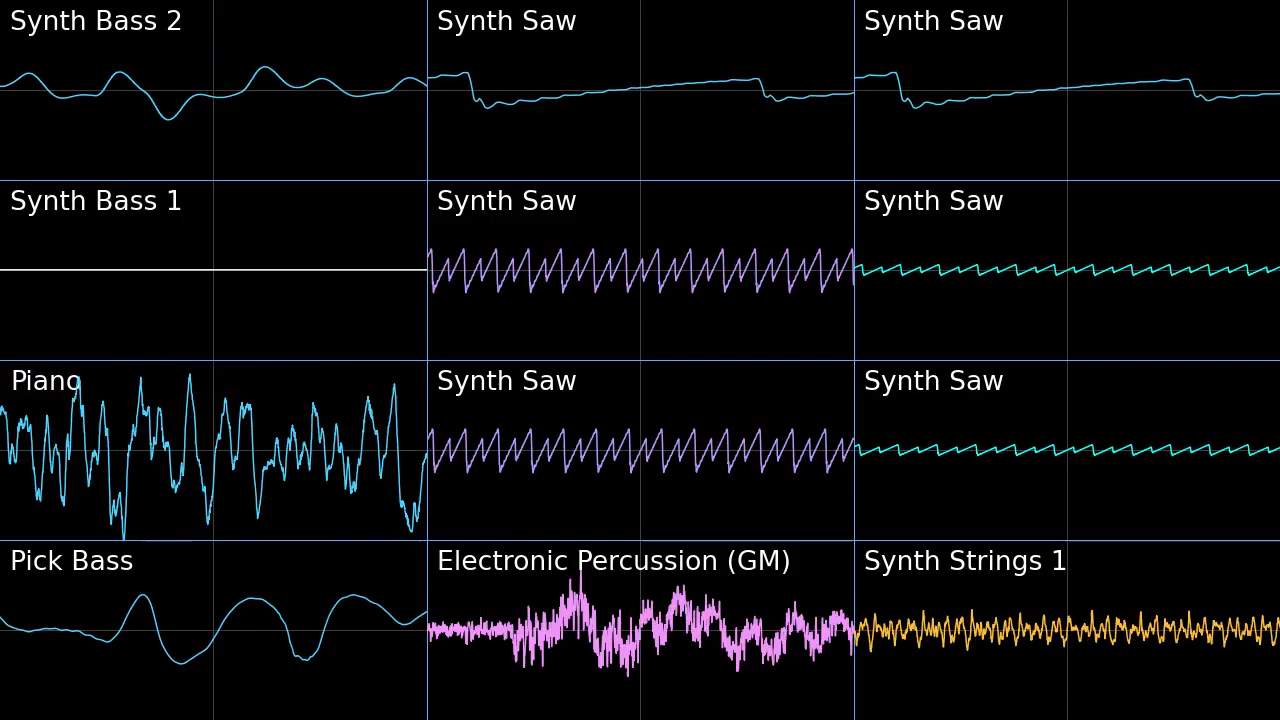 Synth Bass 2
Synth Saw
Synth Saw
Synth Bass 1
Synth Saw
Synth Saw
Piano
Synth Saw
Synth Saw
Pick Bass
Electronic Percussion (GM)
Synth Strings 1